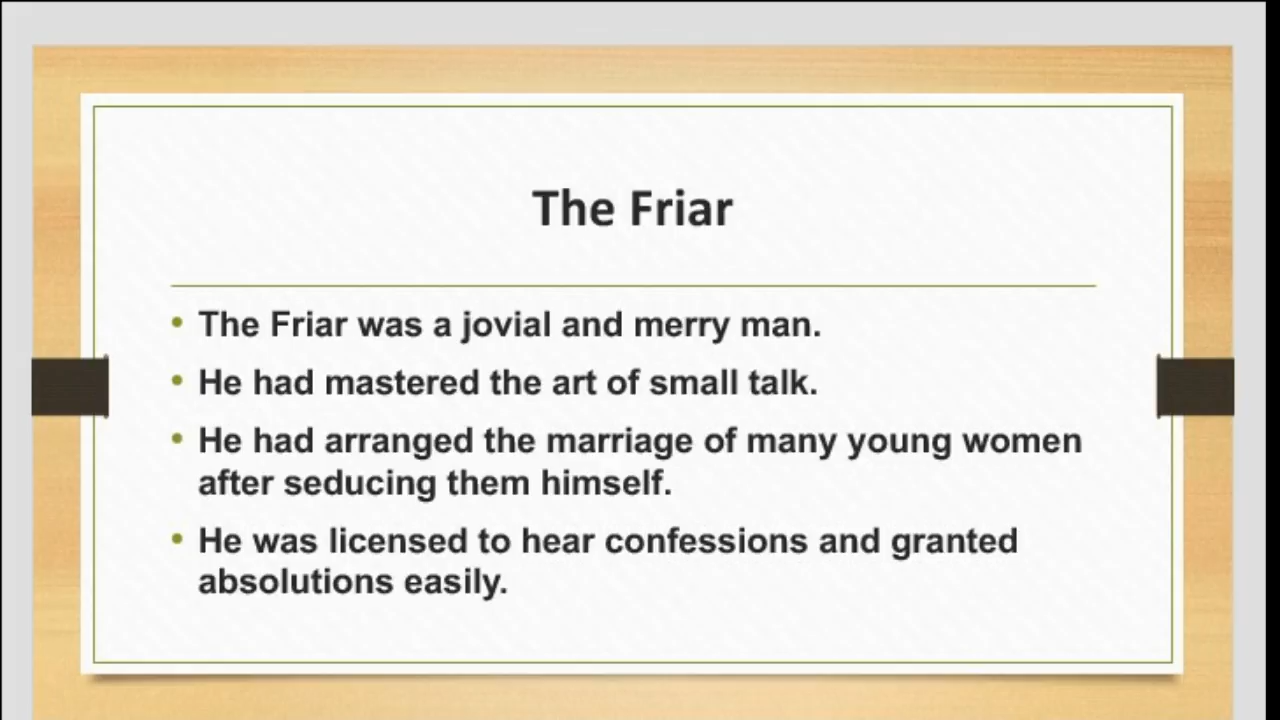 The Friar
• The Friar was a jovial and merry man.
• He had mastered the art of small talk.
• He had arranged the marriage of many young women
after seducing them himself.
• He was licensed to hear confessions and granted
absolutions easily.